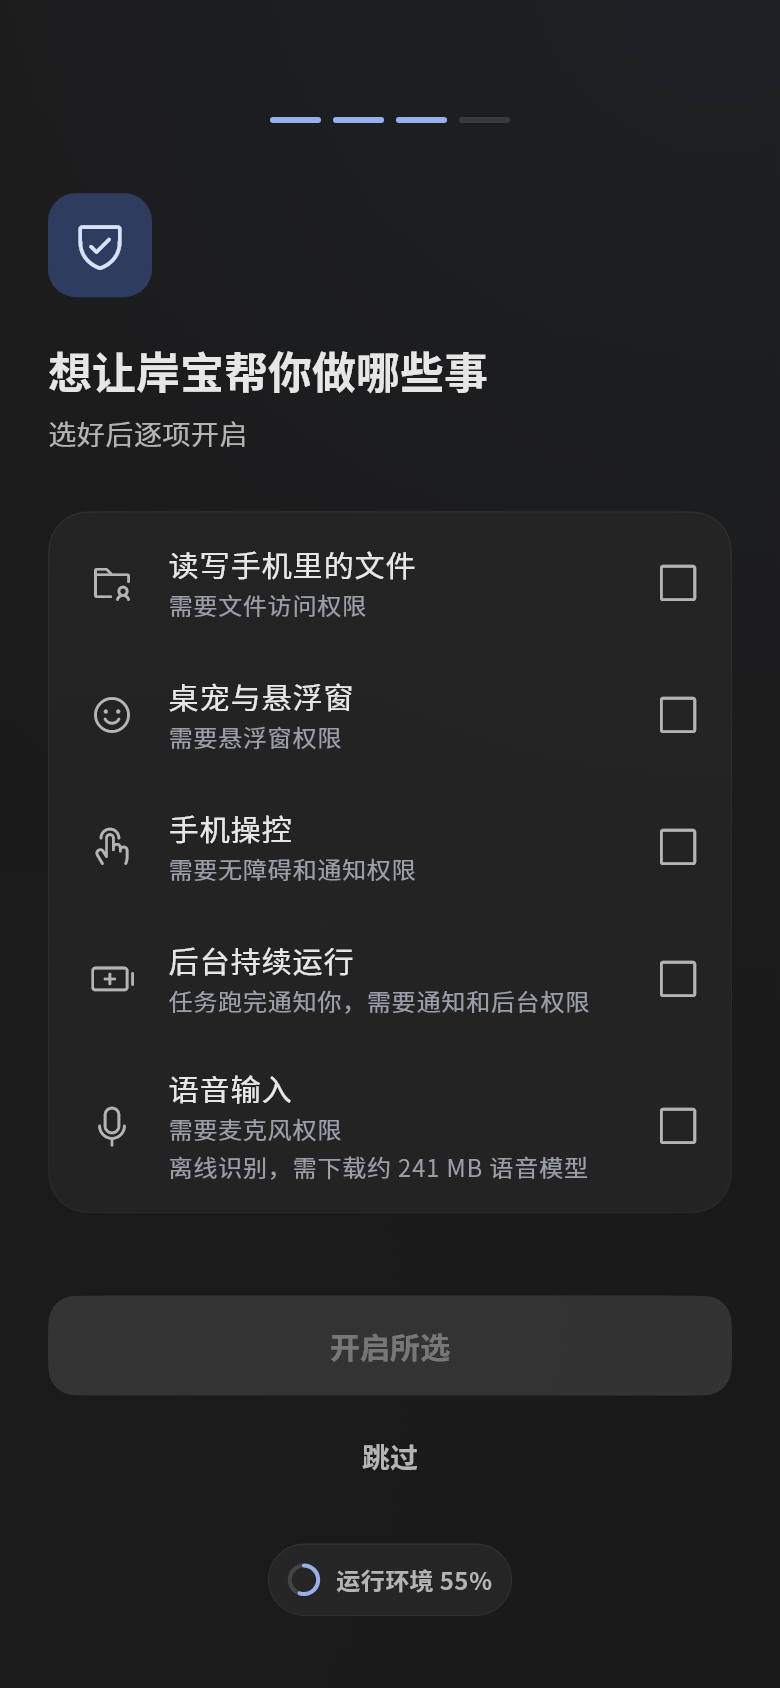 想让岸宝帮你做哪些事
选好后逐项开启
读写手机里的文件
需要文件访问权限
桌宠与悬浮窗
需要悬浮窗权限
手机操控
需要无障碍和通知权限
后台持续运行
任务跑完通知你，需要通知和后台权限
语音输入
需要麦克风权限
离线识别，需下载约 241 MB 语音模型
开启所选
跳过
运行环境 55%